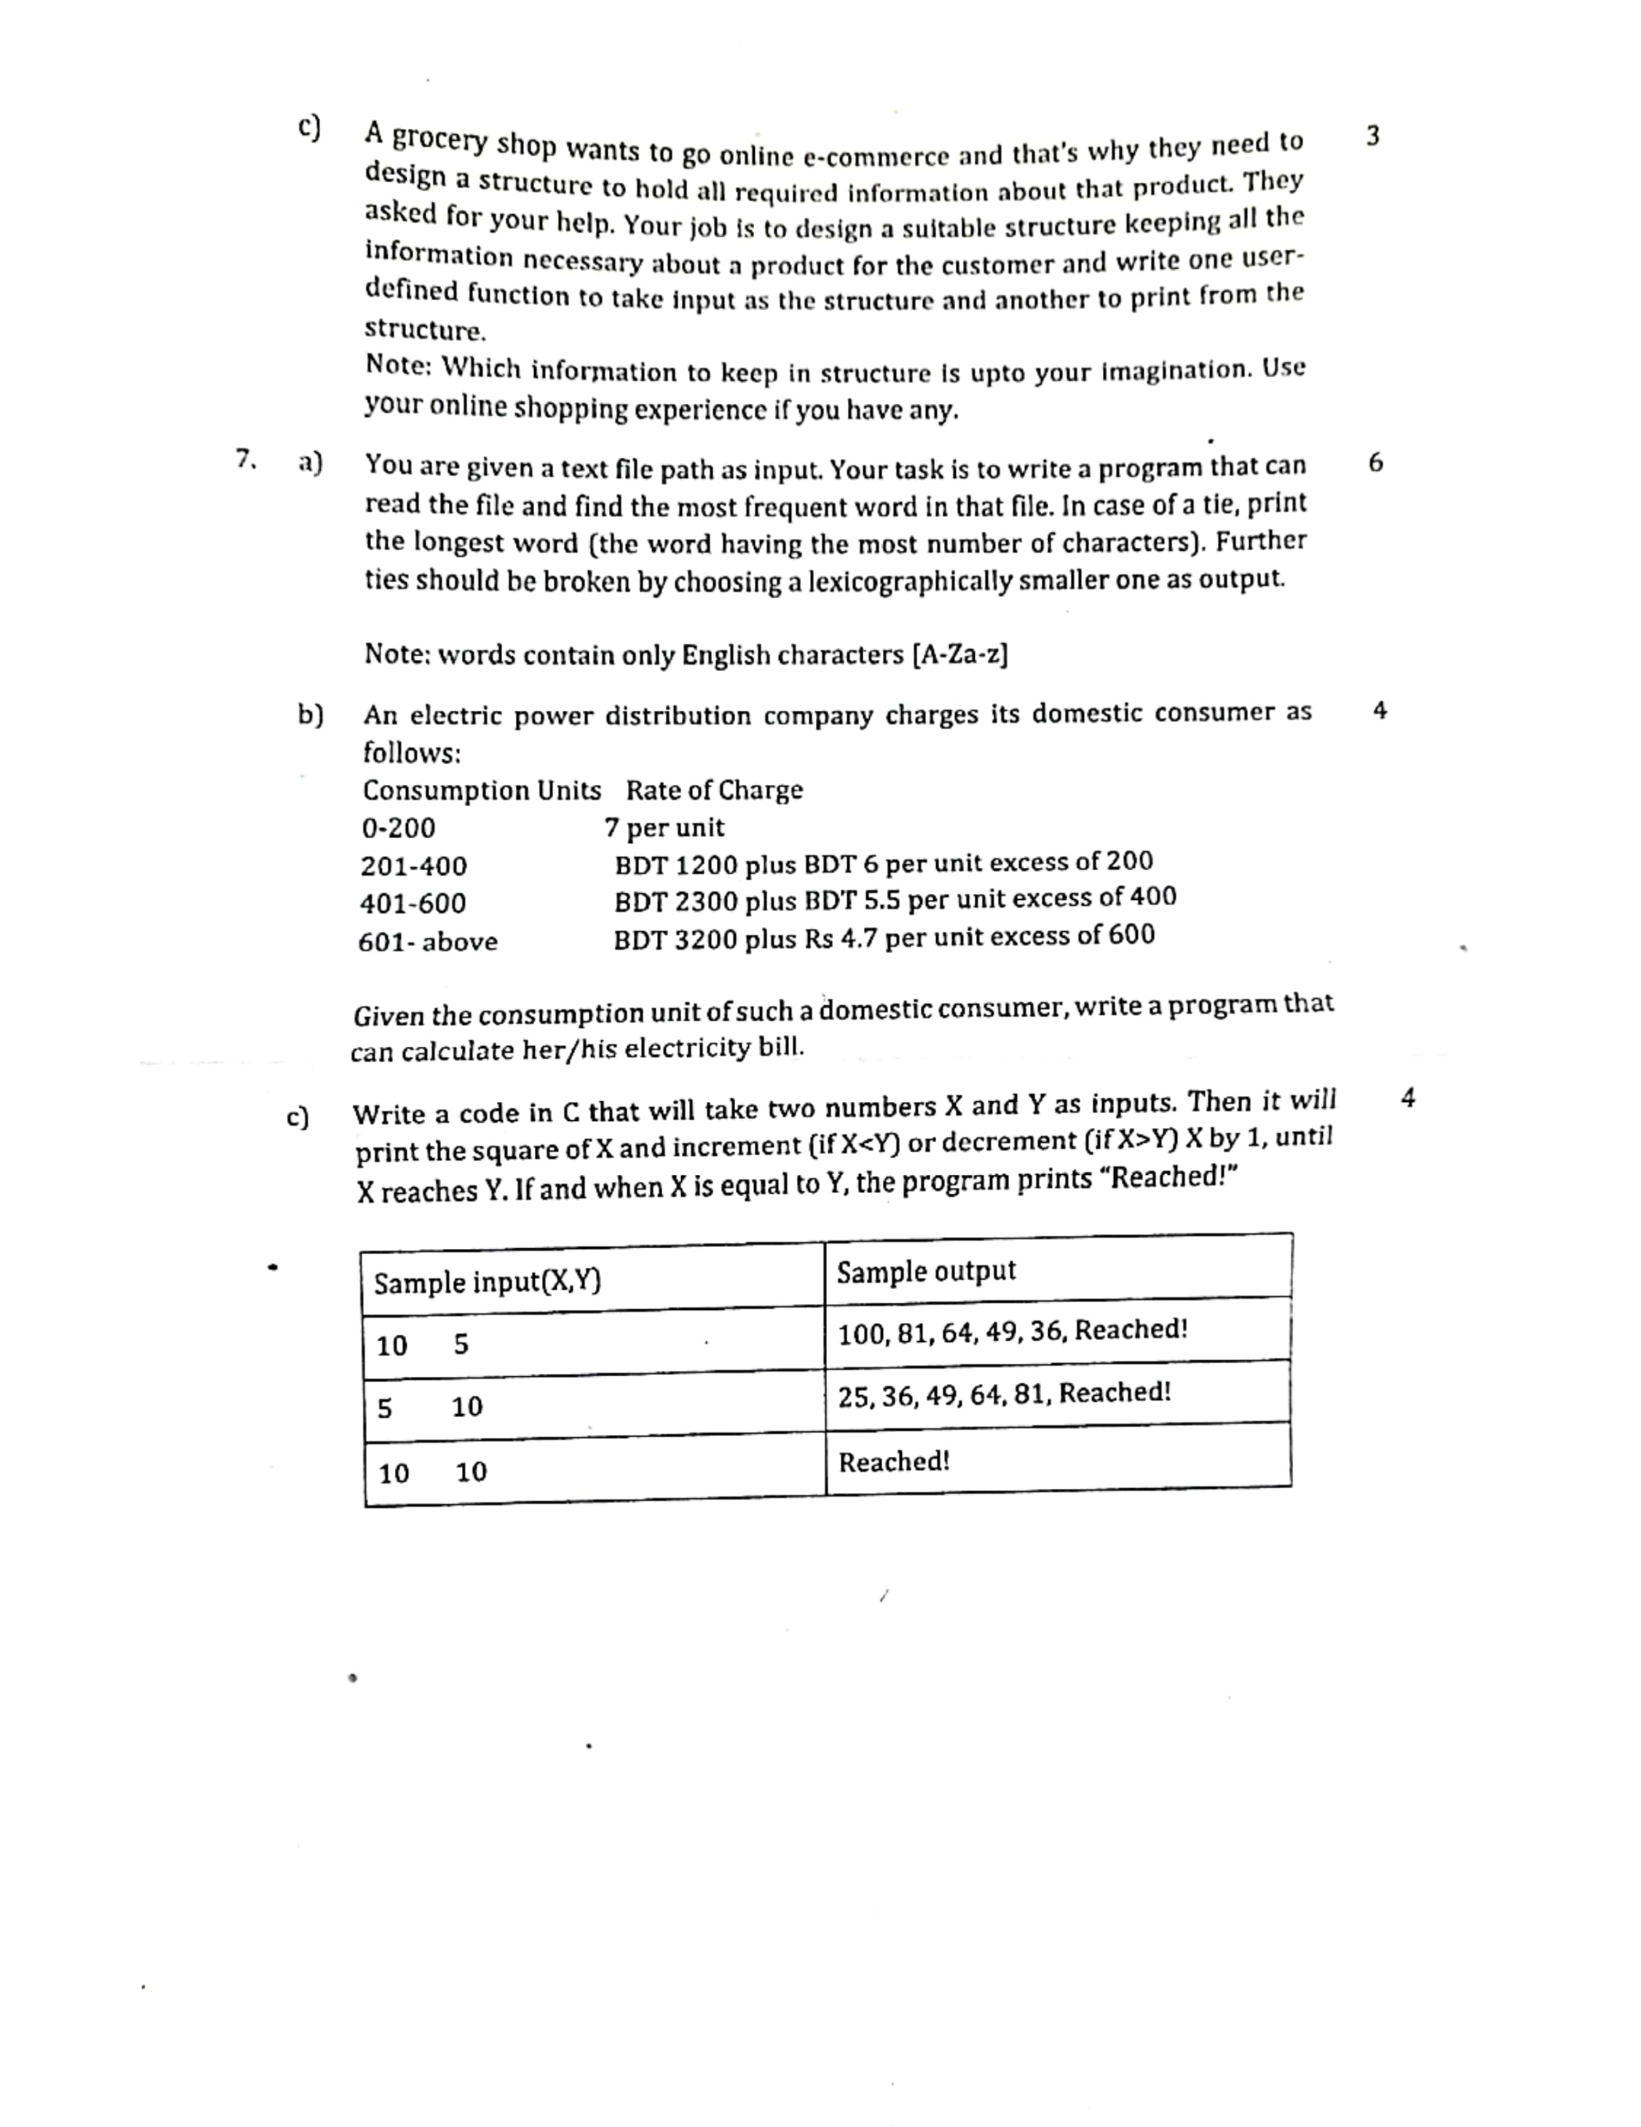 c) A grocery shop wants to go online e-commerce and that's why they need to 3
design a structure to hold all required information about that product. They
asked for your help. Your job is to design a suitable structure keeping all the
information necessary about a product for the customer and write one user-
defined function to take input as the structure and another to print from the
structure.
Note: Which information to keep in structure is upto your imagination. Use
your online shopping experience if you have any.
7. a) You are given a text file path as input. Your task is to write a program that can 6
read the file and find the most frequent word in that file. In case of a tie, print
the longest word (the word having the most number of characters). Further
ties should be broken by choosing a lexicographically smaller one as output.
Note: words contain only English characters [A-Za-z]
b) An electric power distribution company charges its domestic consumer as 4
follows:
Consumption Units Rate of Charge
0-200 7 per unit
201-400 BDT 1200 plus BDT 6 per unit excess of 200
401-600 BDT 2300 plus BDT 5.5 per unit excess of 400
601- above BDT 3200 plus Rs 4.7 per unit excess of 600
Given the consumption unit of such a domestic consumer, write a program that
can calculate her/his electricity bill.
c) Write a code in C that will take two numbers X and Y as inputs. Then it will 4
print the square of X and increment (if X<Y) or decrement (if X>Y) X by 1, until
X reaches Y. If and when X is equal to Y, the program prints “Reached!”
Sample input(X,Y) Sample output
10 5 100, 81, 64, 49, 36, Reached!
5 10 25, 36, 49, 64, 81, Reached!
10 10 Reached!